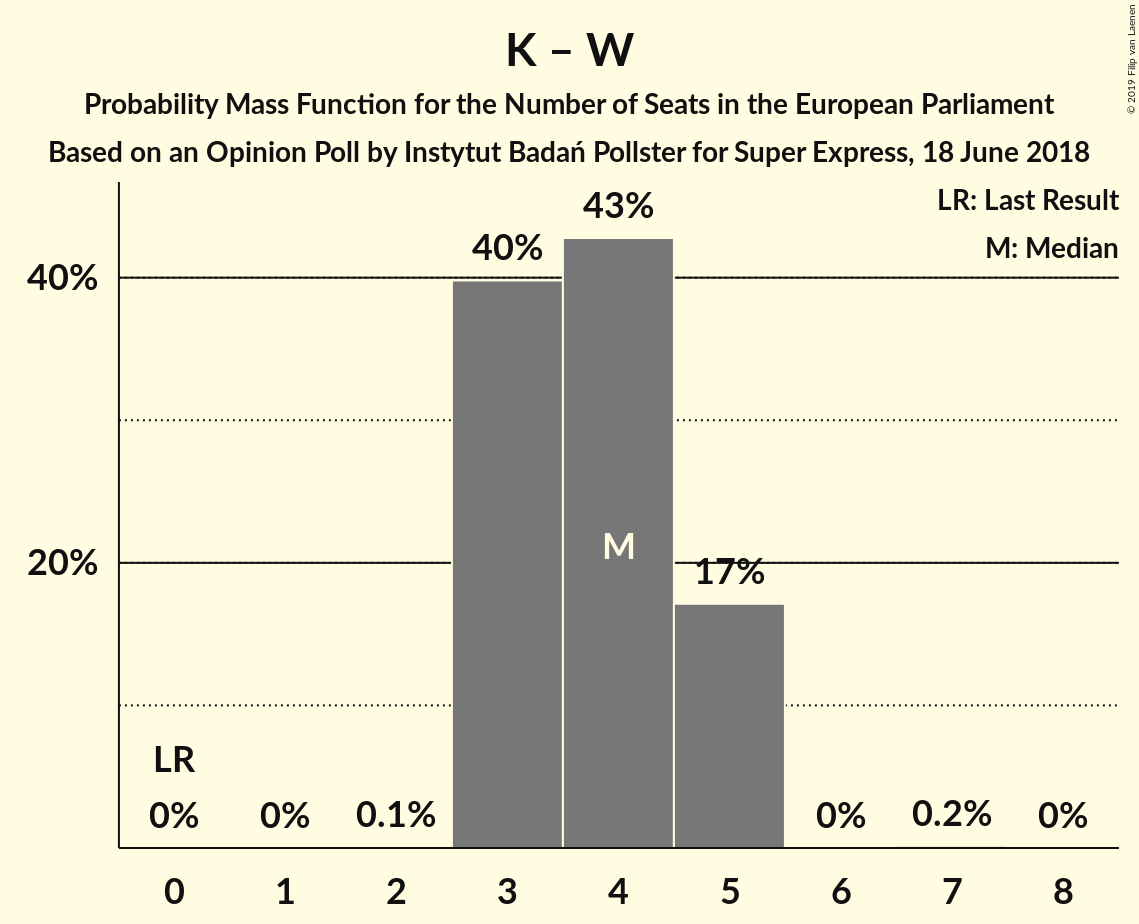 K – W
Probability Mass Function for the Number of Seats in the European Parliament
Based on an Opinion Poll by Instytut Badań Pollster for Super Express, 18 June 2018
© 2019 Filip van Laenen
LR: Last Result
M: Median
43%
40%
40%
M
20%
17%
LR
0%
0%
0.1%
0%
0.2%
0%
0 1 2 3 4 5 6 7 8